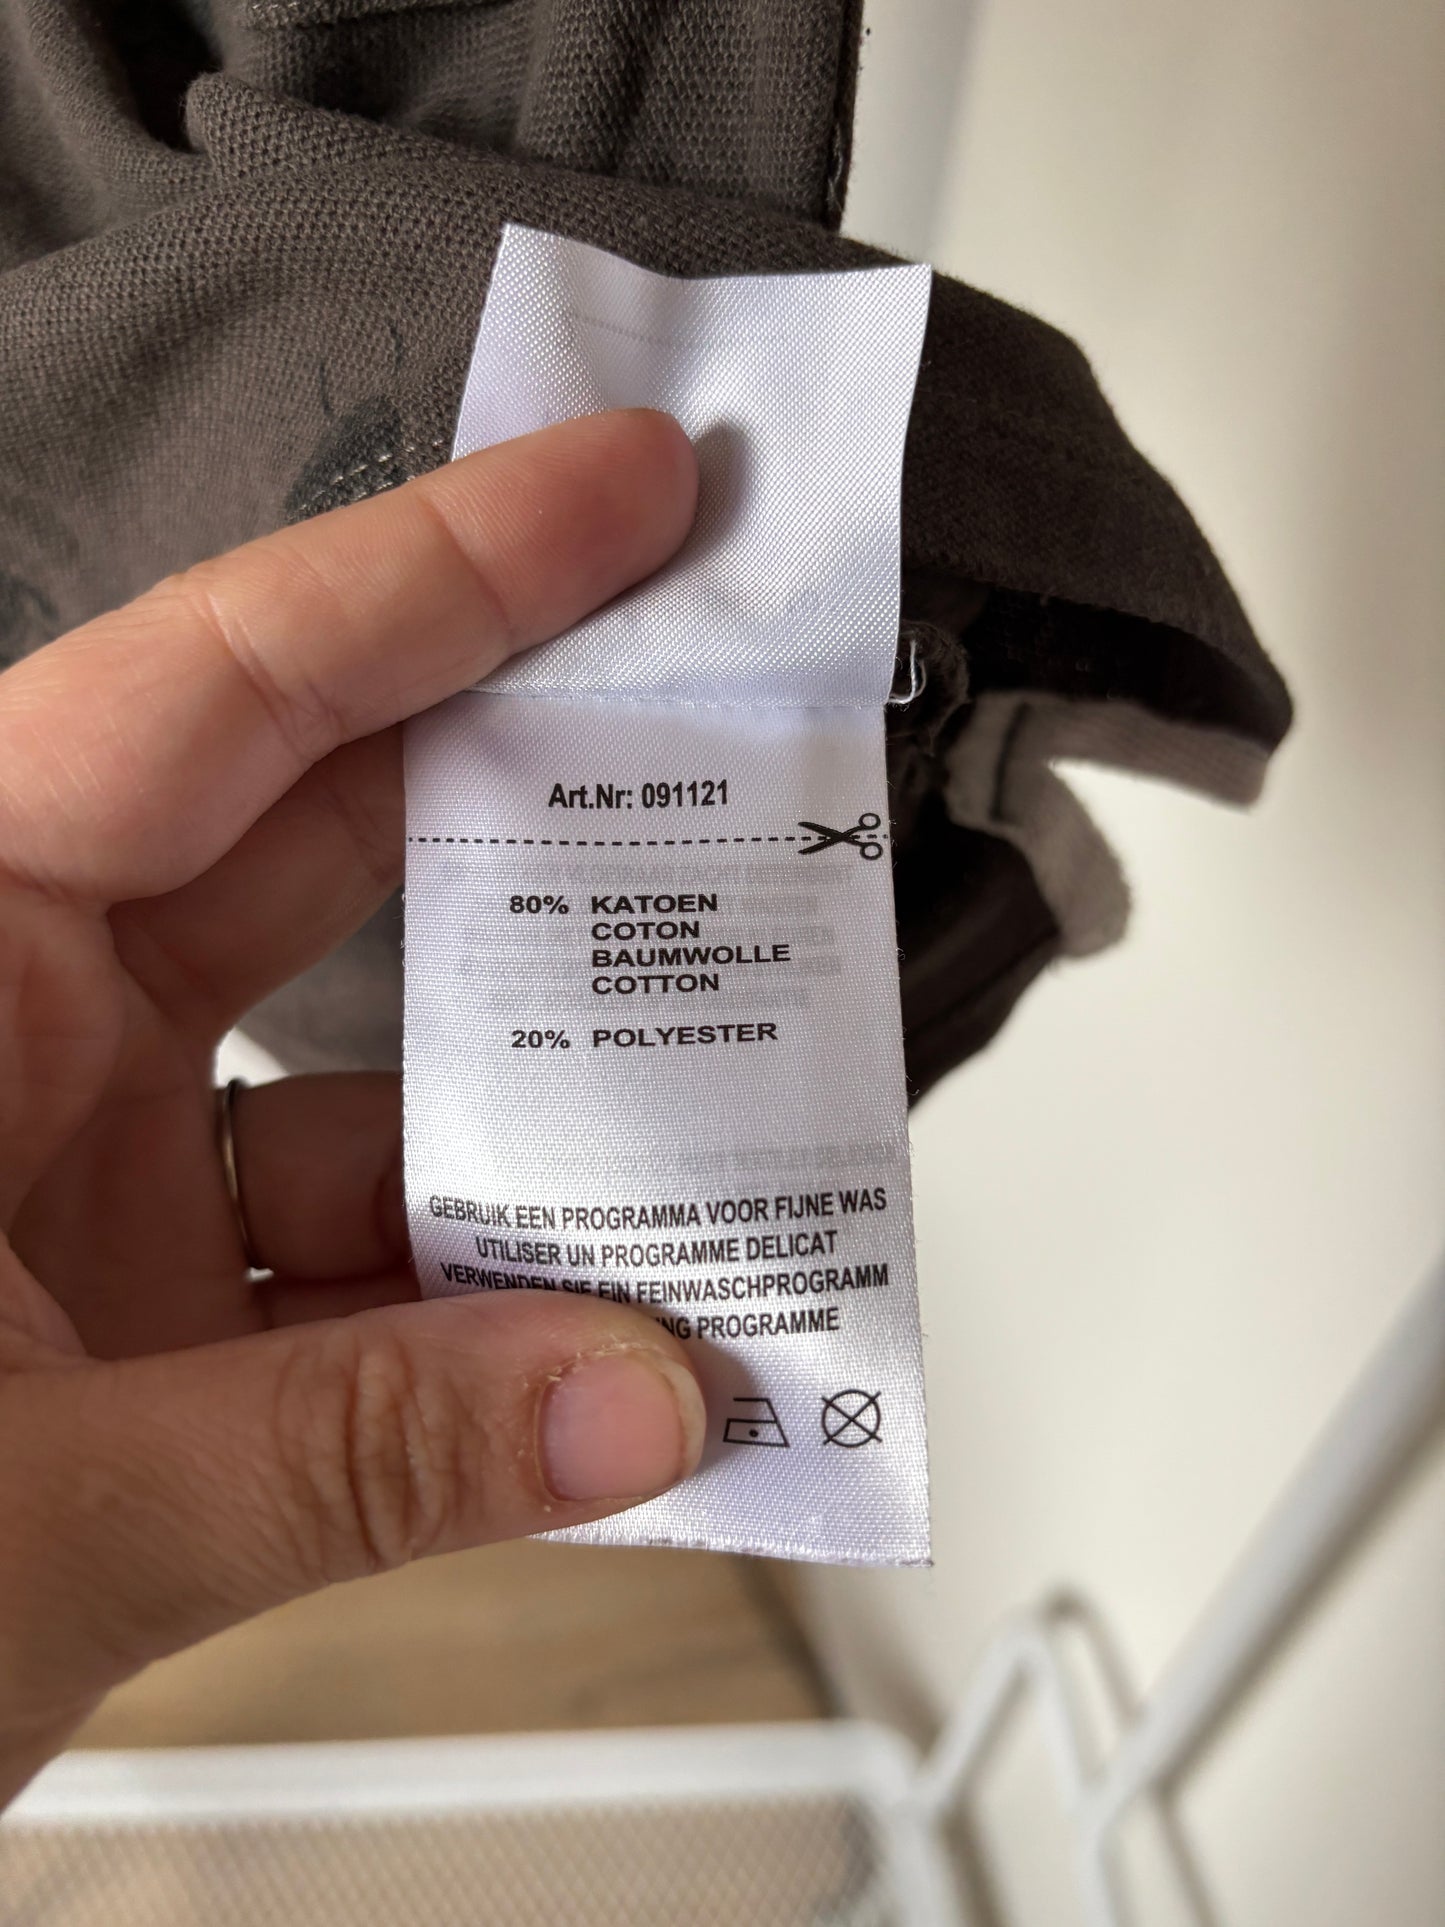 Art.Nr: 091121
80% KATOEN
COTON
BAUMWOLLE
COTTON
20% POLYESTER
GEBRUIK EEN PROGRAMMA VOOR FIJNE WAS
UTILISER UN PROGRAMME DELICAT
VERWENDEN SIE EIN FEINWASCHPROGRAMM
PROGRAMME